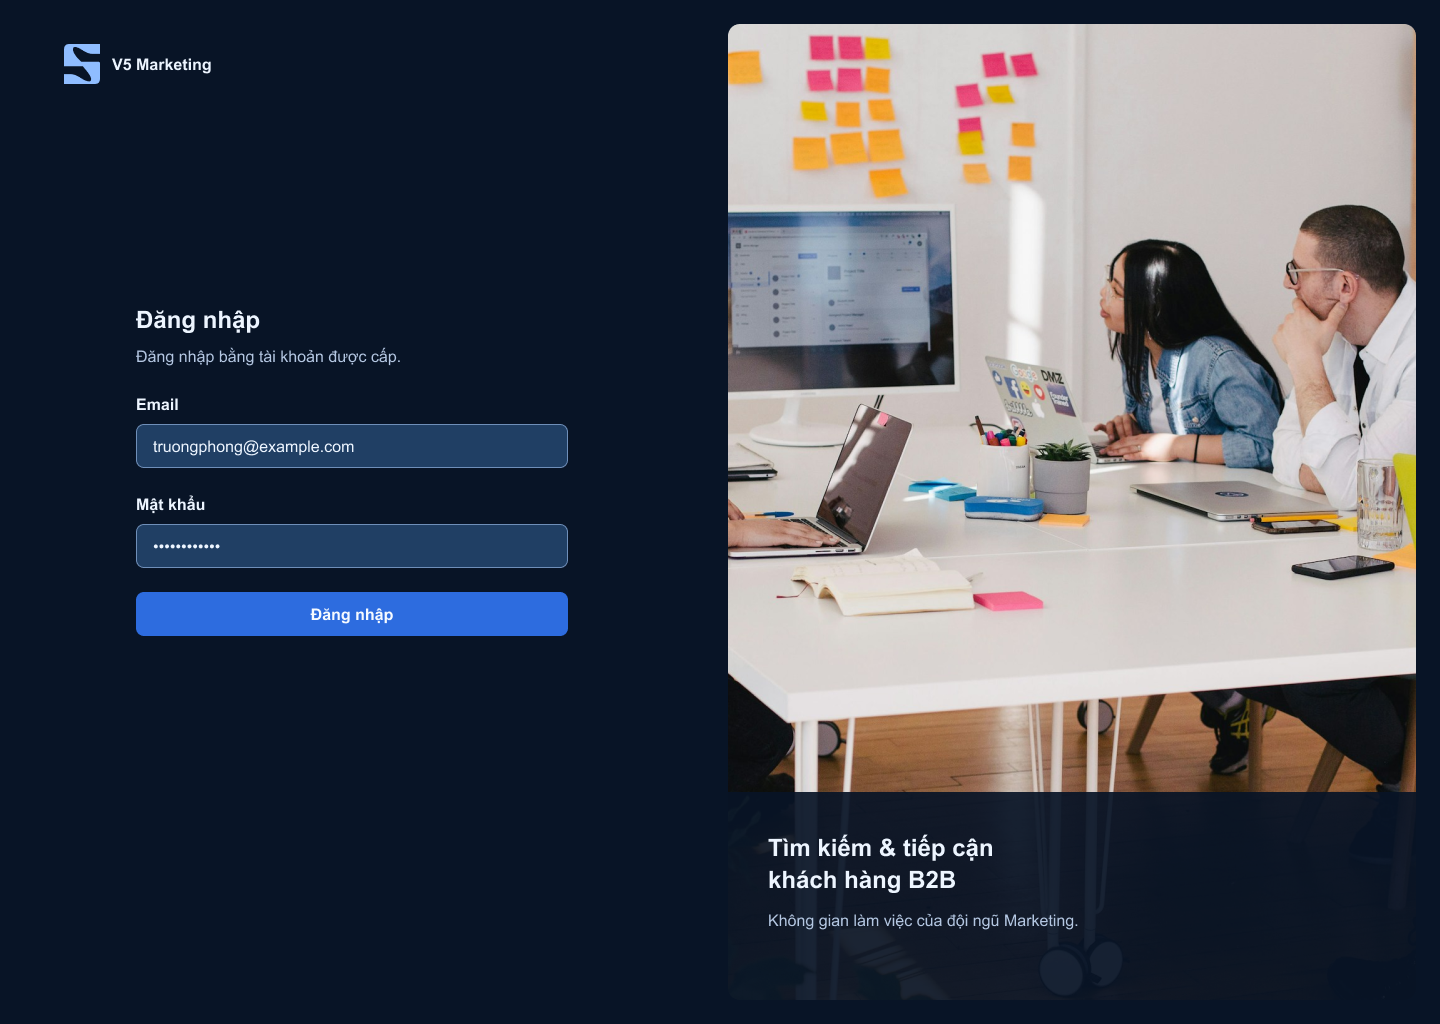 V5 Marketing
Đăng nhập
Đăng nhập bằng tài khoản được cấp.
Email
truongphong@example.com
Mật khẩu
••••••••••••
Đăng nhập
DMZ
Tìm kiếm & tiếp cận
khách hàng B2B
Không gian làm việc của đội ngũ Marketing.